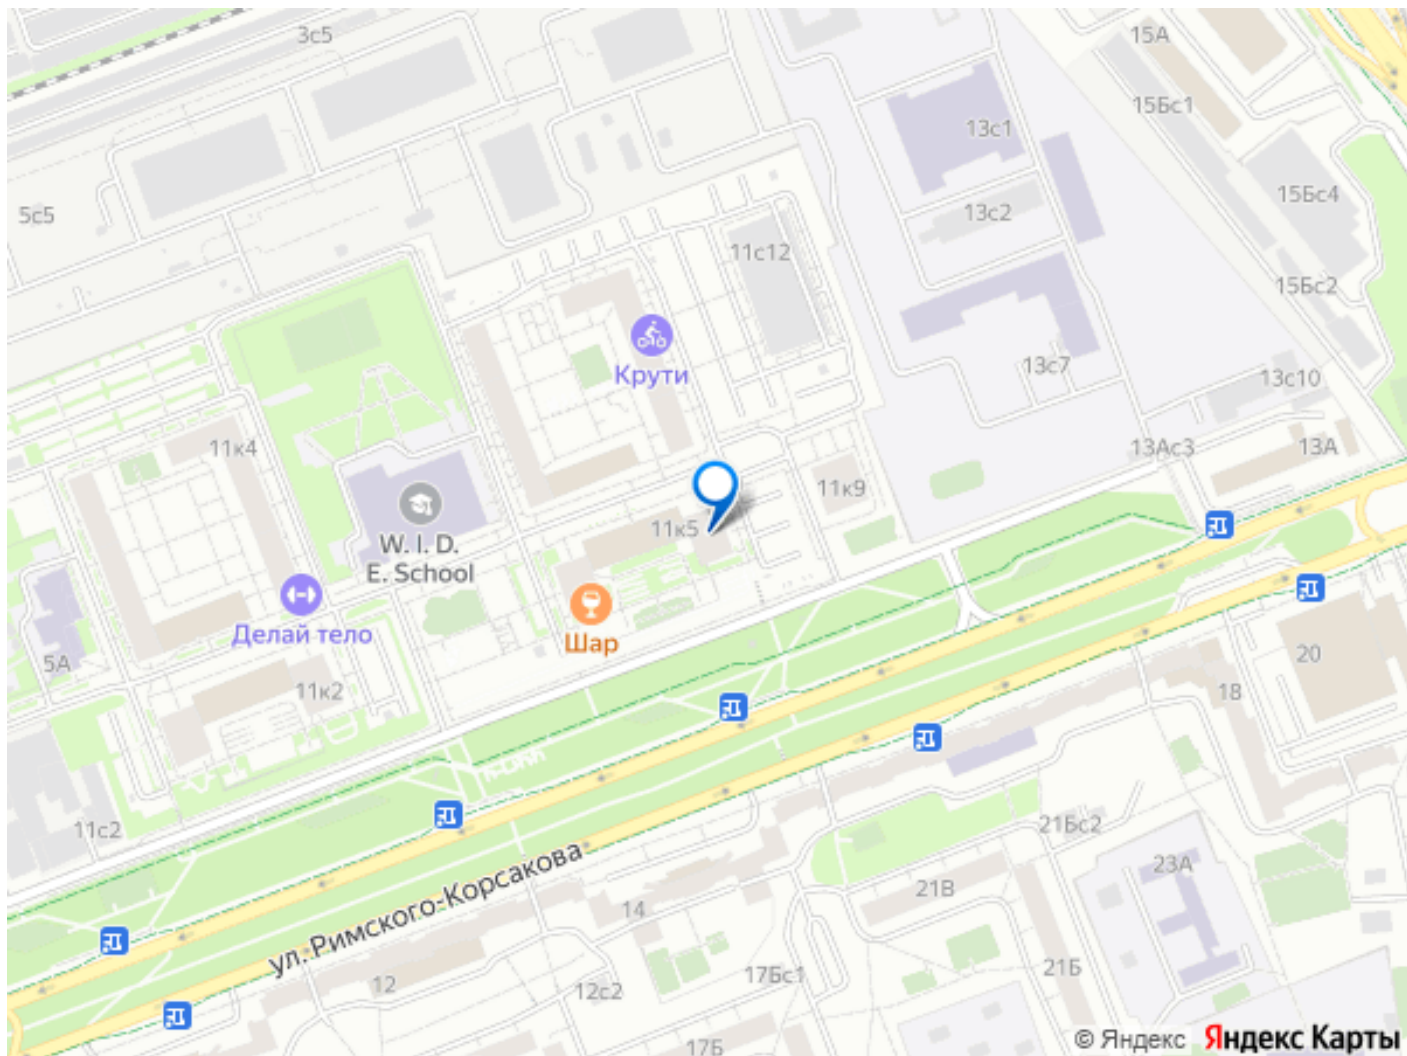 3с5
15А
15Бс1
13с1
15Бс4
5с5
13с2
11с12
15Бс2
Крути
13с7
13с10
11к4
13Ас3
13А
11к9
11к5
W. I. D.
E. School
Делай тело
Шар
5А
20
11к2
18
11с2
21Бс2
ул. Римского-Корсакова
23А
21В
14
12
12с2
17Бс1
21Б
17Б
© Яндекс Яндекс Карты